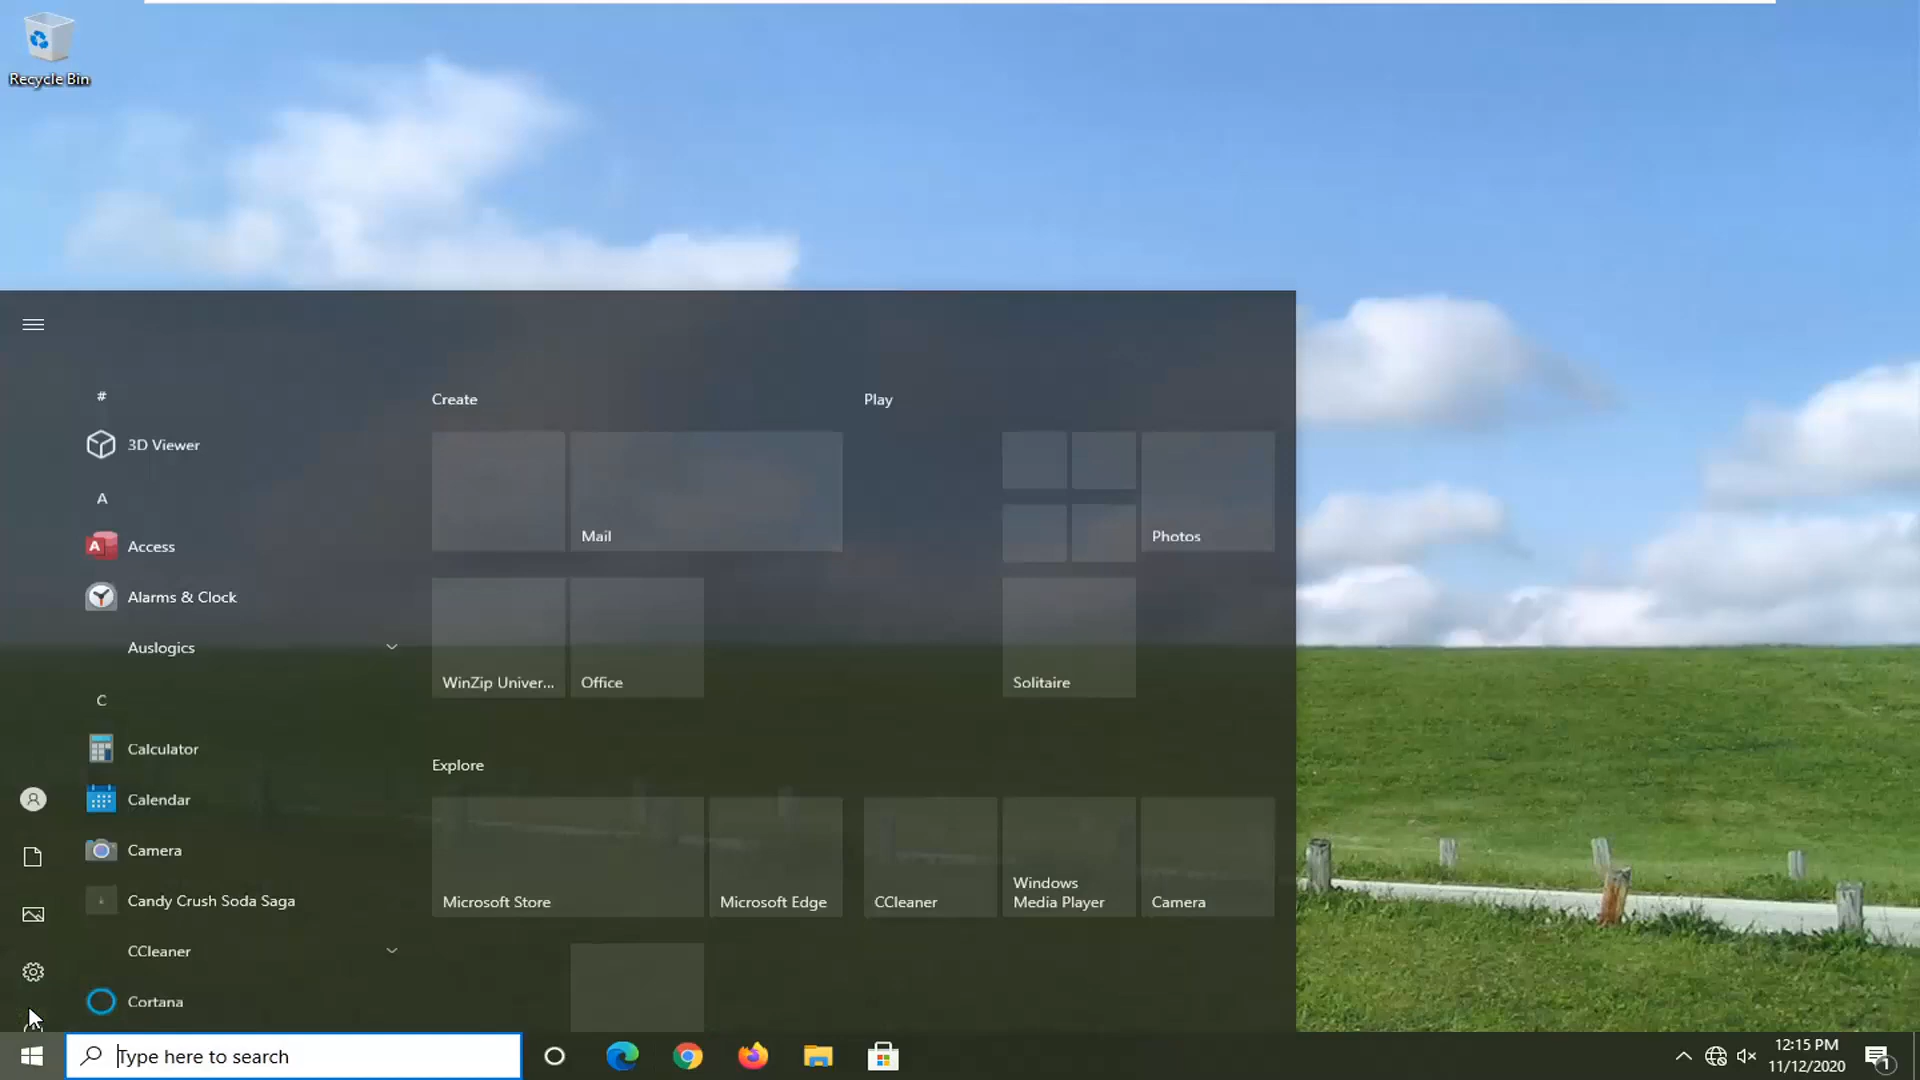 Recycle Bin
#
3D Viewer
A
Access
Alarms & Clock
Auslogics
C
Calculator
Calendar
Camera
Candy Crush Soda Saga
CCleaner
Cortana
Create
Mail
WinZip Univer...
Office
Play
Photos
Solitaire
Explore
Microsoft Store
Microsoft Edge
CCleaner
Windows
Media Player
Camera
Type here to search
12:15 PM
11/12/2020
1